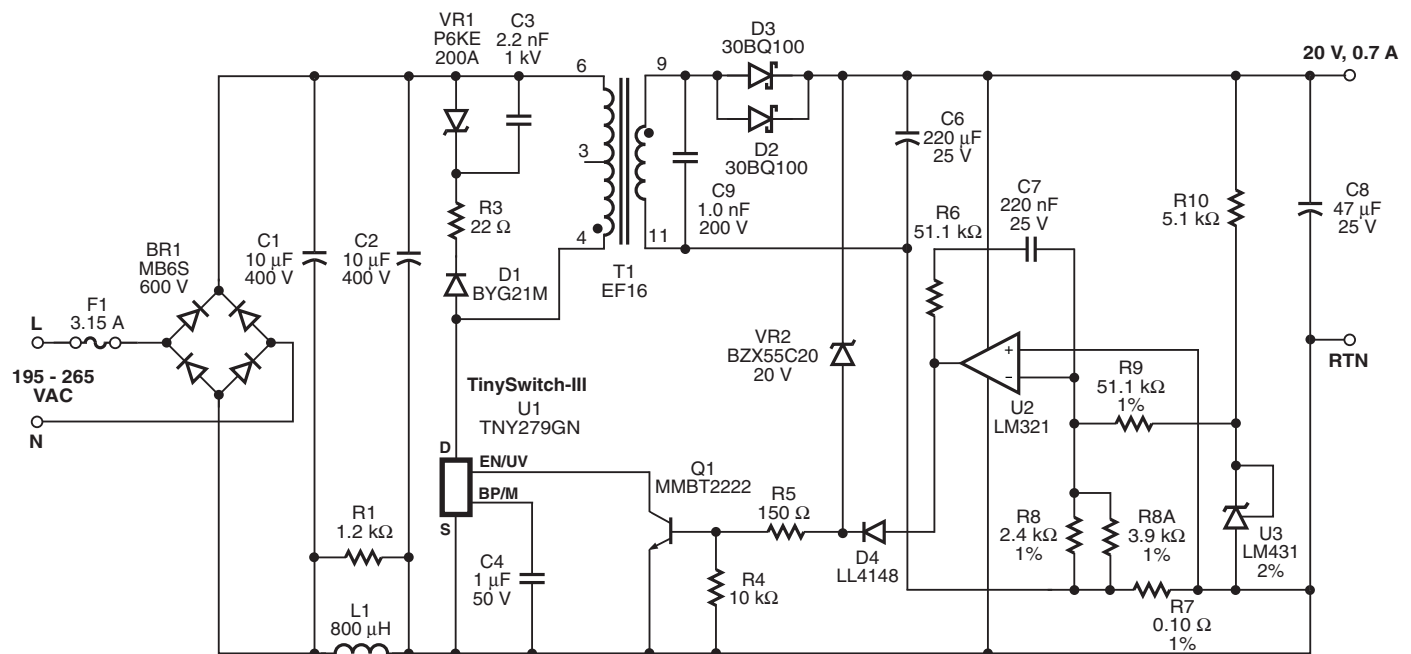 VR1
P6KE
200A
C3
2.2 nF
1 kV
6
3
4
9
11
D3
30BQ100
D2
30BQ100
20 V, 0.7 A
C6
220 µF
25 V
C9
1.0 nF
200 V
C7
220 nF
25 V
R6
51.1 kΩ
R10
5.1 kΩ
C8
47 µF
25 V
R3
22 Ω
C1
10 µF
400 V
C2
10 µF
400 V
BR1
MB6S
600 V
D1
BYG21M
T1
EF16
F1
3.15 A
L
195 - 265
VAC
N
VR2
BZX55C20
20 V
+
–
U2
LM321
R9
51.1 kΩ
1%
RTN
TinySwitch-III
U1
TNY279GN
D
EN/UV
BP/M
S
Q1
MMBT2222
R5
150 Ω
D4
LL4148
R8
2.4 kΩ
1%
R8A
3.9 kΩ
1%
U3
LM431
2%
R1
1.2 kΩ
C4
1 µF
50 V
R4
10 kΩ
R7
0.10 Ω
1%
L1
800 µH